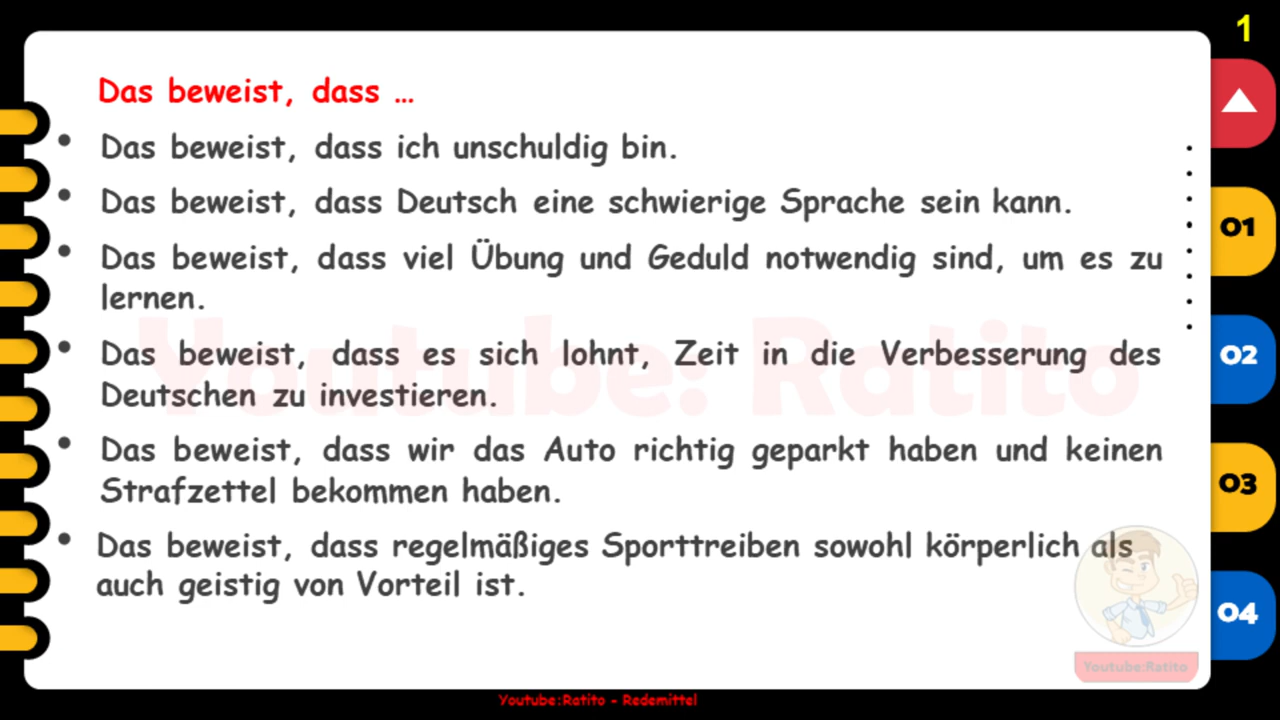 1
Das beweist, dass …
• Das beweist, dass ich unschuldig bin.
• Das beweist, dass Deutsch eine schwierige Sprache sein kann.
• Das beweist, dass viel Übung und Geduld notwendig sind, um es zu
lernen.
• Das beweist, dass es sich lohnt, Zeit in die Verbesserung des
Deutschen zu investieren.
• Das beweist, dass wir das Auto richtig geparkt haben und keinen
Strafzettel bekommen haben.
• Das beweist, dass regelmäßiges Sporttreiben sowohl körperlich als
auch geistig von Vorteil ist.
01
02
03
04
Youtube: Ratito
Youtube:Ratito
Youtube:Ratito - Redemittel